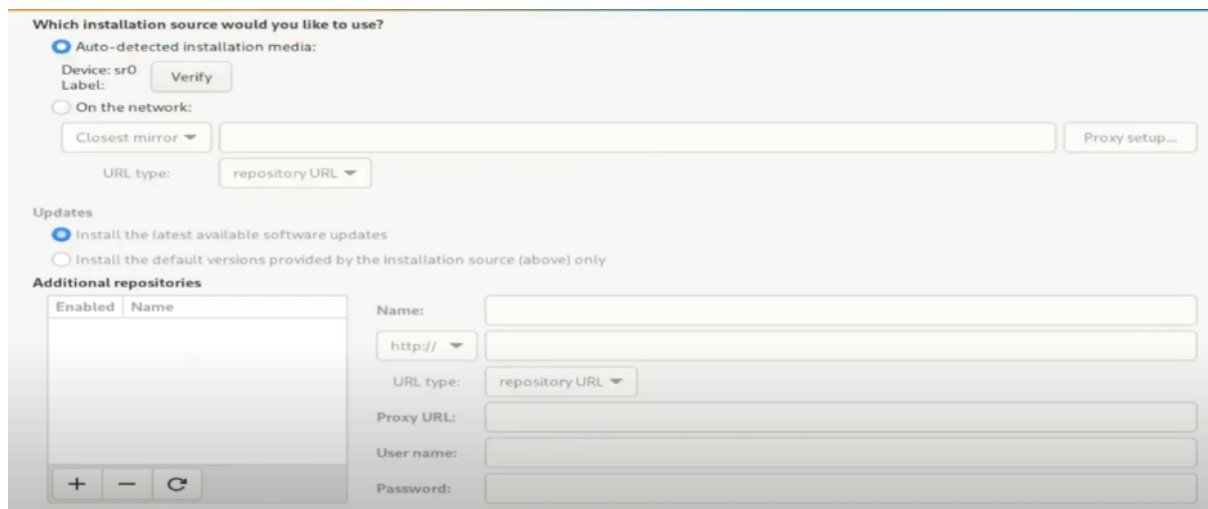 Which installation source would you like to use?
Auto-detected installation media:
Device: sr0
Label:
Verify
On the network:
Closest mirror
Proxy setup...
URL type: repository URL
Updates
Install the latest available software updates
Install the default versions provided by the installation source (above) only
Additional repositories
Enabled Name
Name:
http://
URL type: repository URL
Proxy URL:
User name:
Password: